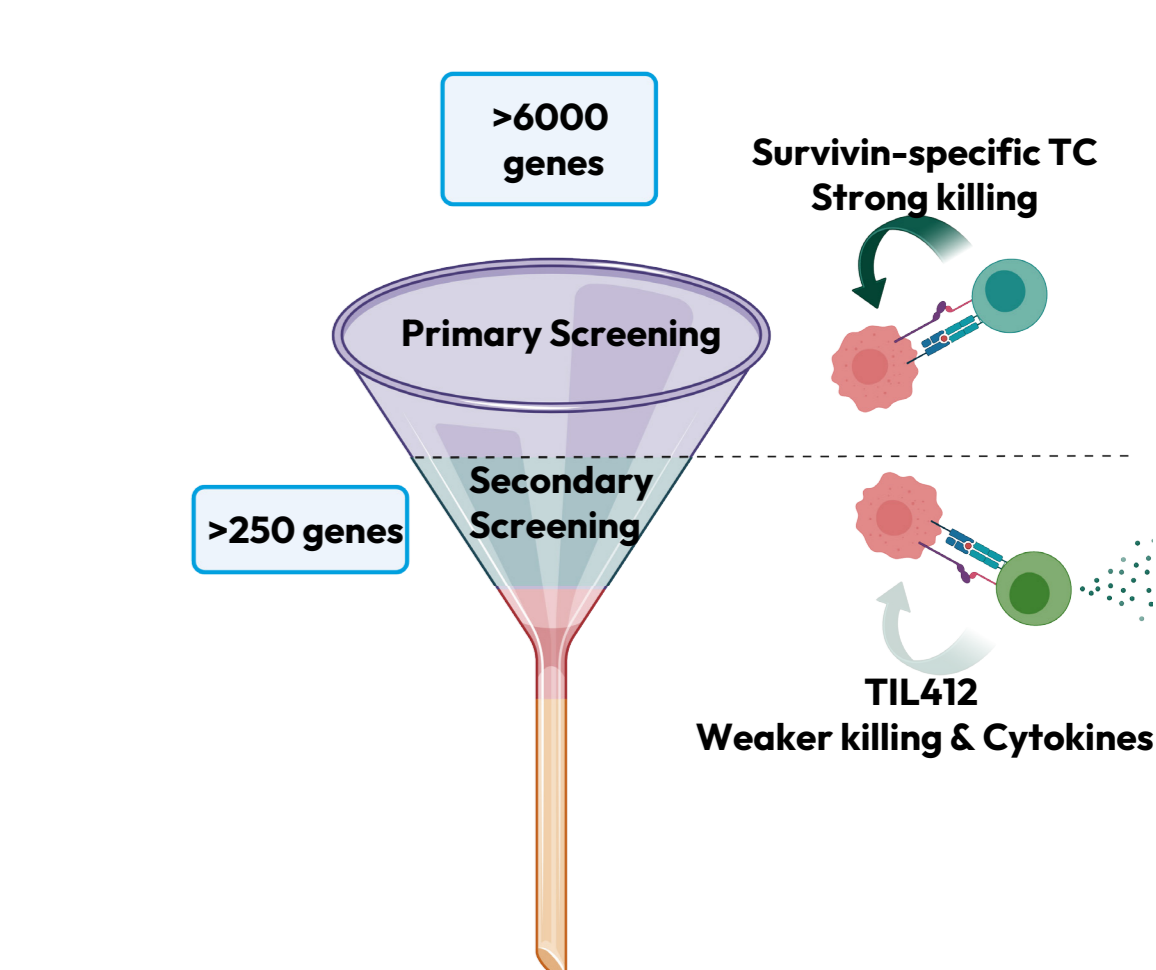 >6000
genes
Survivin-specific TC
Strong killing
Primary Screening
Secondary
Screening
>250 genes
TIL412
Weaker killing & Cytokines